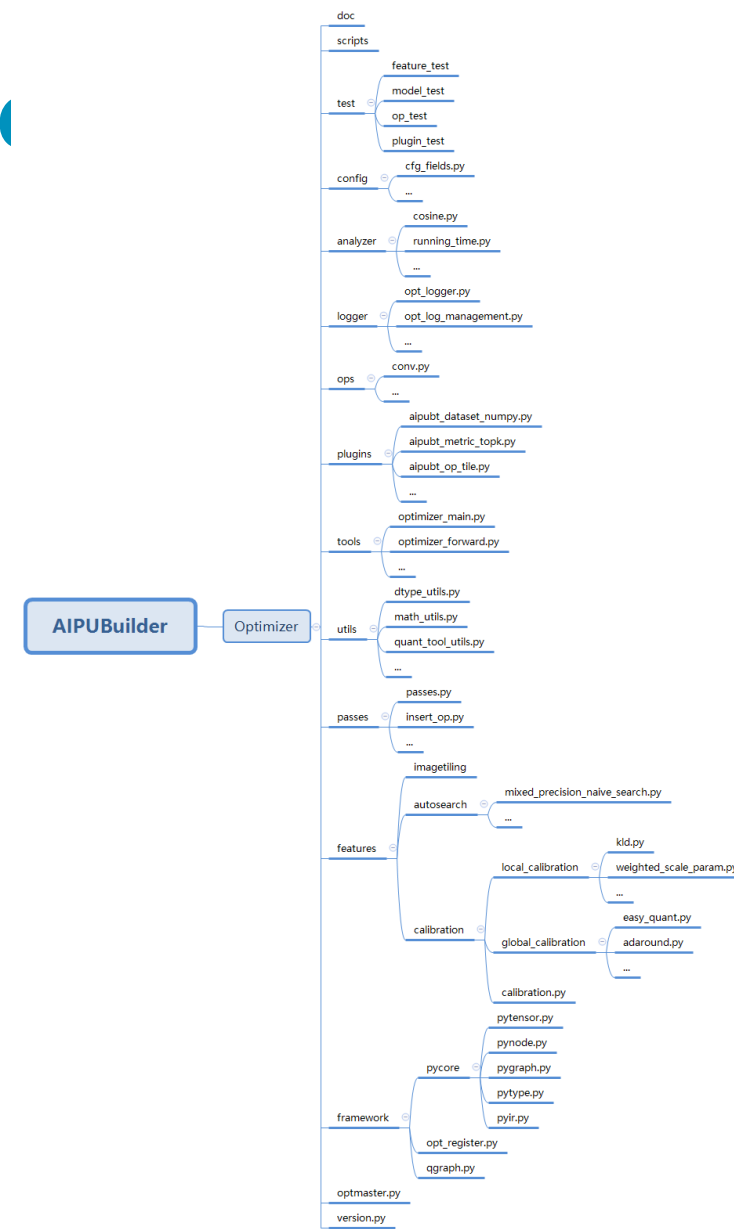 doc
scripts
feature_test
model_test
test
op_test
plugin_test
cfg_fields.py
config
...
cosine.py
analyzer
running_time.py
...
opt_logger.py
logger
opt_log_management.py
...
conv.py
ops
...
aipubt_dataset_numpy.py
aipubt_metric_topk.py
plugins
aipubt_op_tile.py
...
optimizer_main.py
tools
optimizer_forward.py
...
dtype_utils.py
math_utils.py
AIPUBuilder
Optimizer
utils
quant_tool_utils.py
...
passes.py
passes
insert_op.py
...
imagetiling
mixed_precision_naive_search.py
autosearch
...
features
kld.py
local_calibration
weighted_scale_param.py
...
easy_quant.py
calibration
global_calibration
adaround.py
...
calibration.py
pytensor.py
pynode.py
pycore
pygraph.py
pytype.py
framework
pyir.py
opt_register.py
qgraph.py
optmaster.py
version.py